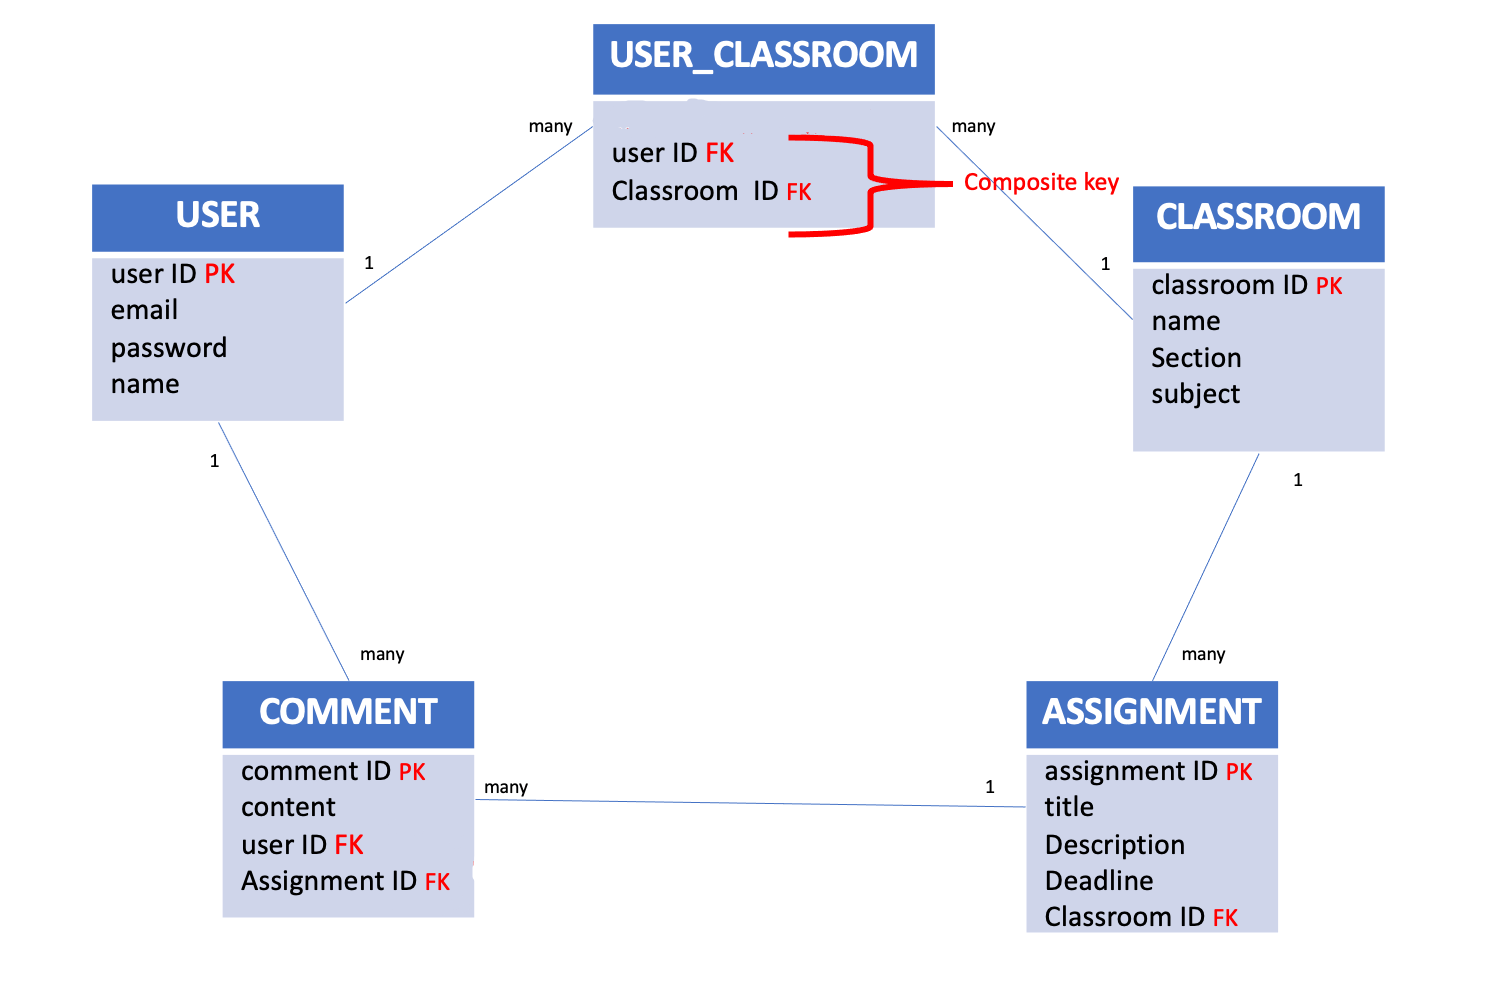 USER_CLASSROOM
many
many
user ID FK
Classroom ID FK
Composite key
USER
user ID PK
email
password
name
1
1
CLASSROOM
classroom ID PK
name
Section
subject
1
1
many
many
COMMENT
comment ID PK
content
user ID FK
Assignment ID FK
many
1
ASSIGNMENT
assignment ID PK
title
Description
Deadline
Classroom ID FK